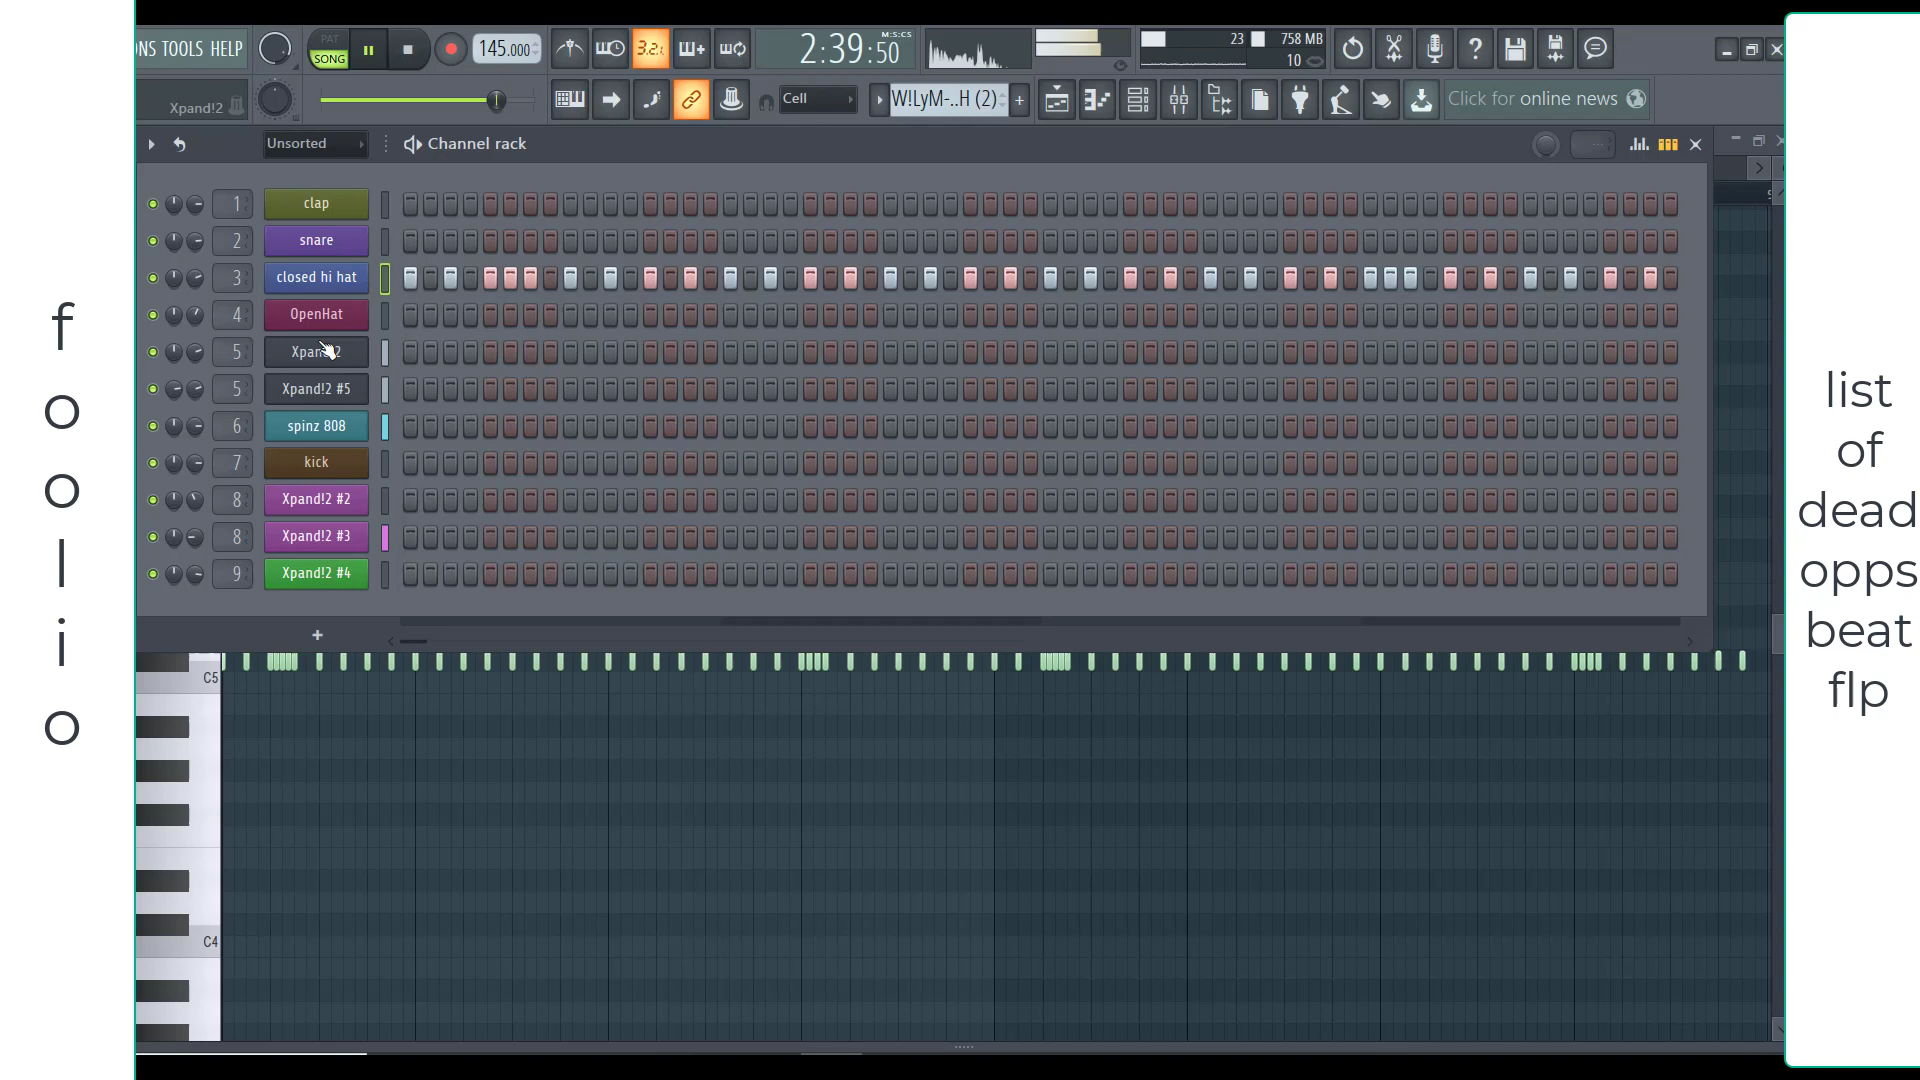 NS TOOLS HELP
PAT
SONG
145.000
3.2.
2:39:50
M:S:CS
23
758 MB
10
Xpand!2
Cell
W!LyM-..H (2)
Click for online news
Unsorted
Channel rack
1 clap
2 snare
3 closed hi hat
4 OpenHat
5
5 Xpand!2 #5
6 spinz 808
7 kick
8 Xpand!2 #2
8 Xpand!2 #3
9 Xpand!2 #4
+
C5
C4
f
o
o
l
i
o
list
of
dead
opps
beat
flp